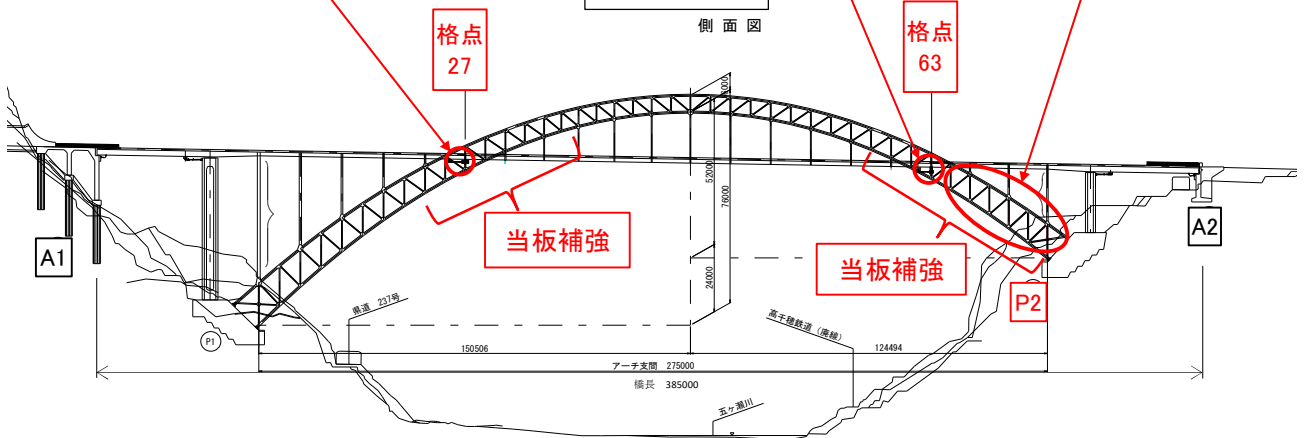 側面図
格点
27
格点
63
52000
76000
24000
当板補強
当板補強
A1
A2
P1
P2
県道 237号
高千穂鉄道(廃線)
150506
124494
アーチ支間 275000
橋長 385000
五ヶ瀬川